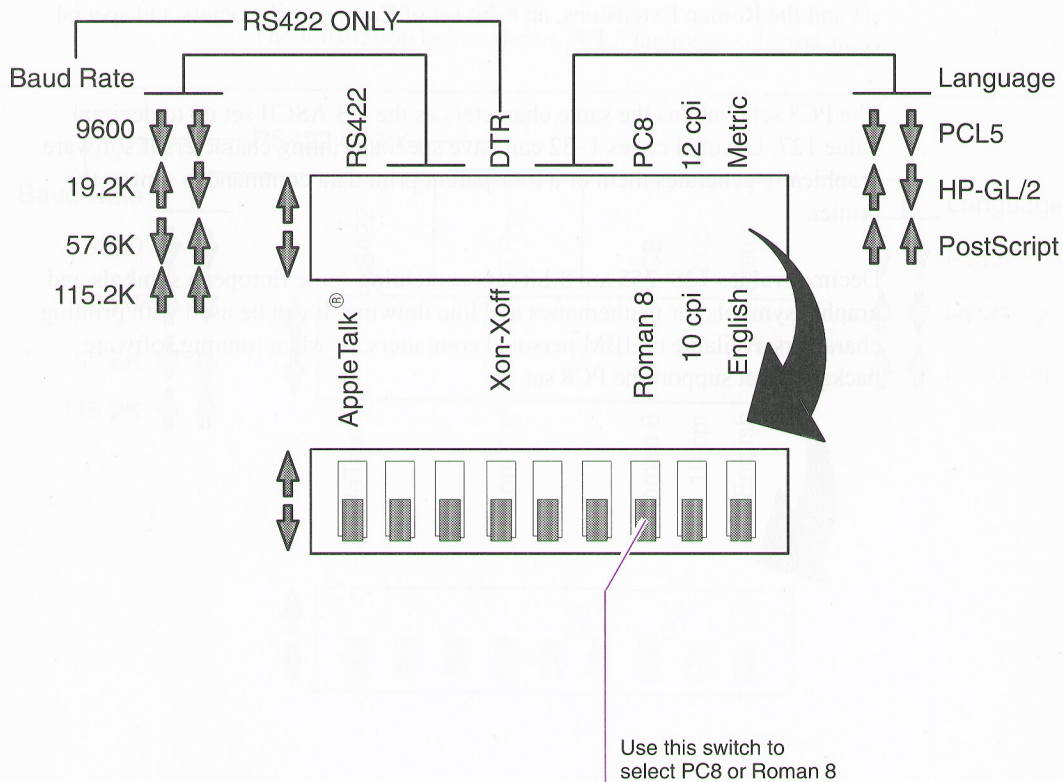 RS422 ONLY
Baud Rate
9600
19.2K
57.6K
115.2K
RS422
DTR
PC8
12 cpi
Metric
AppleTalk ®
Xon-Xoff
Roman 8
10 cpi
English
Language
PCL5
HP-GL/2
PostScript
Use this switch to
select PC8 or Roman 8